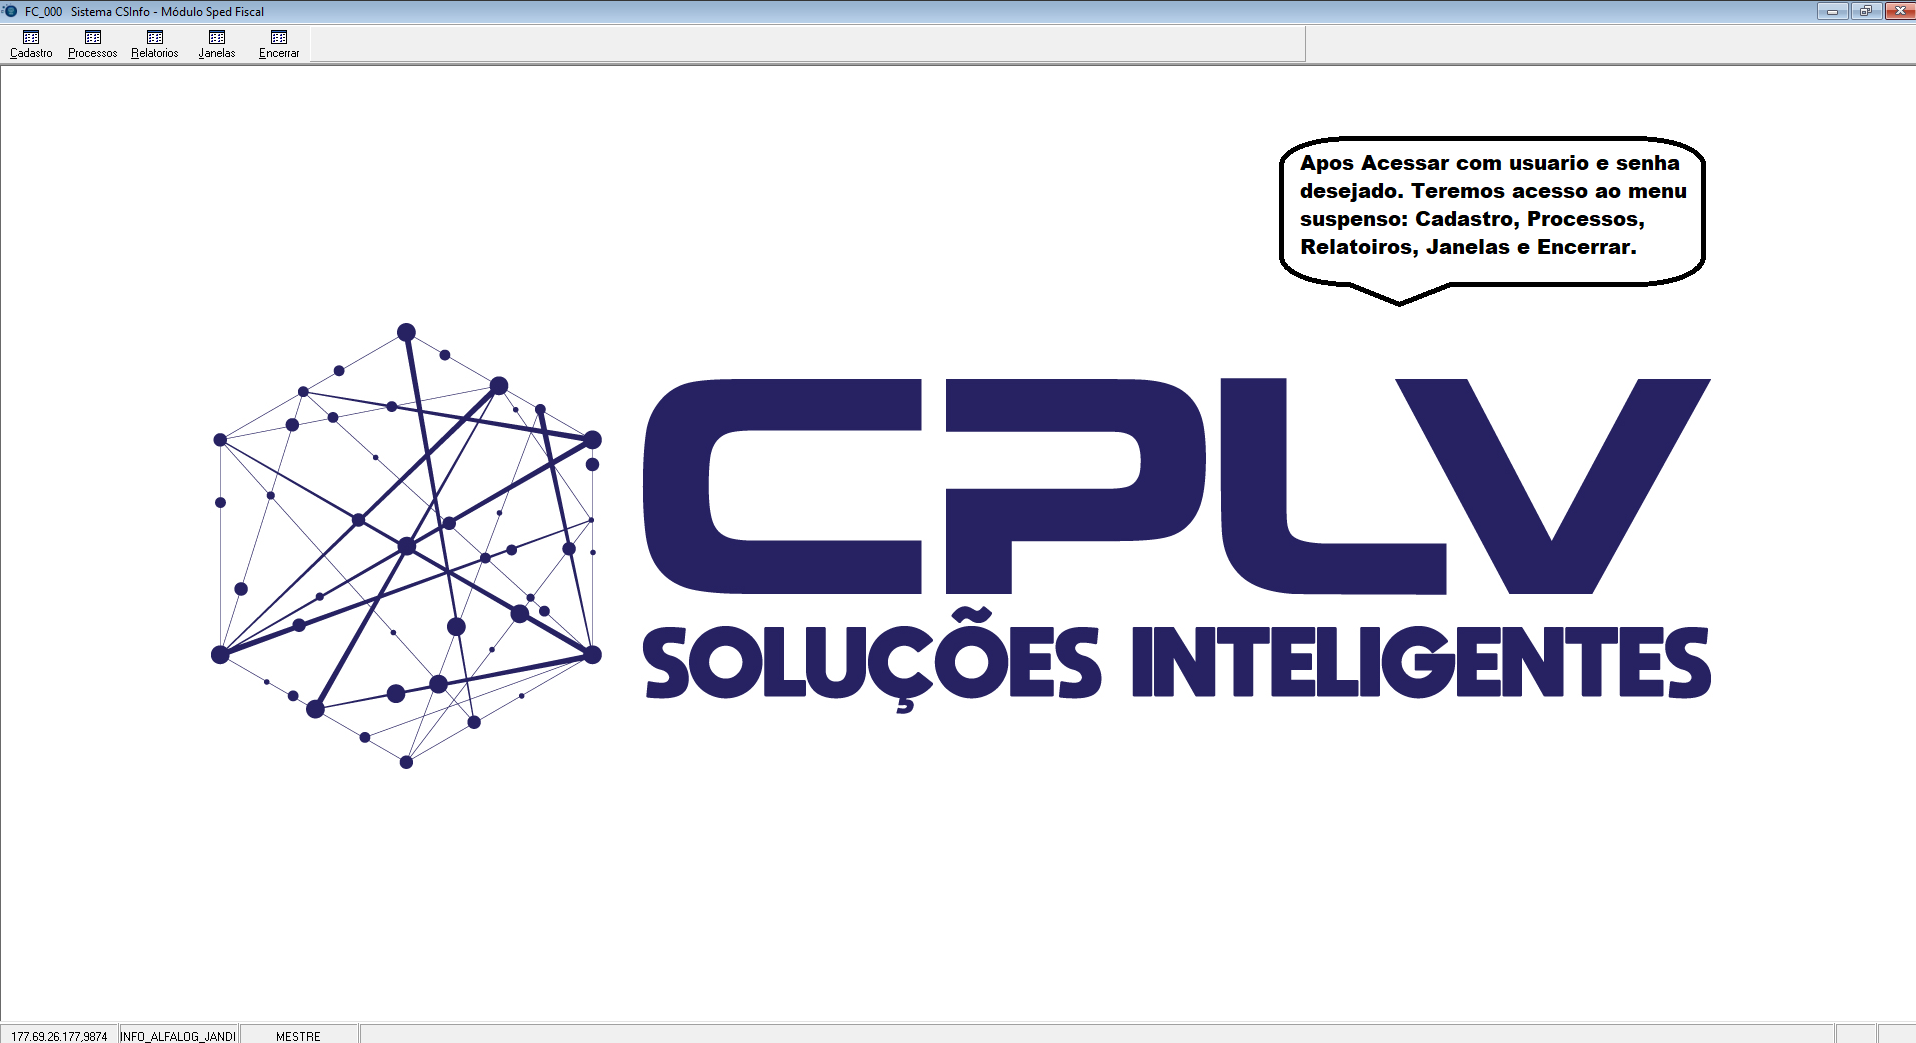 FC_000 Sistema CSInfo - Módulo Sped Fiscal
Cadastro Processos Relatorios Janelas Encerrar
Apos Acessar com usuario e senha
desejado. Teremos acesso ao menu
suspenso: Cadastro, Processos,
Relatoiros, Janelas e Encerrar.
CPLV
SOLUÇÕES INTELIGENTES
177.69.26.177,9874 INFO_ALFALOG_JANDI MESTRE